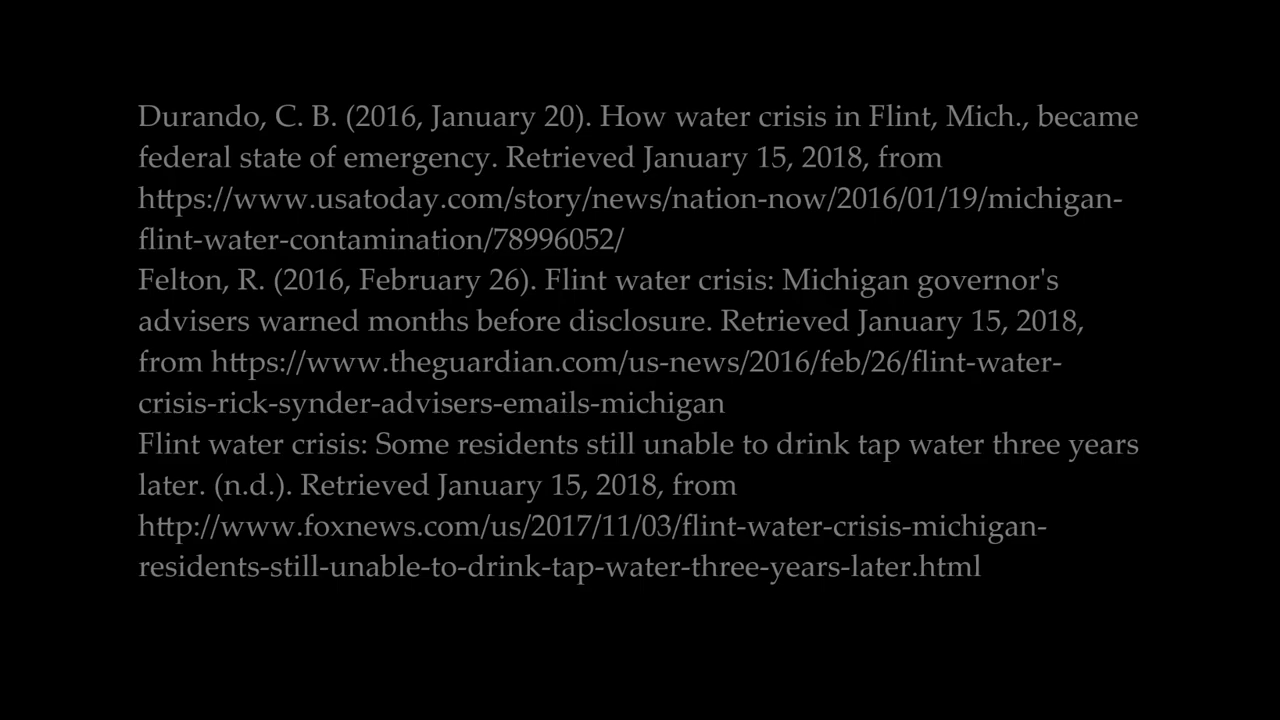 Durando, C. B. (2016, January 20). How water crisis in Flint, Mich., became
federal state of emergency. Retrieved January 15, 2018, from
https://www.usatoday.com/story/news/nation-now/2016/01/19/michigan-
flint-water-contamination/78996052/
Felton, R. (2016, February 26). Flint water crisis: Michigan governor's
advisers warned months before disclosure. Retrieved January 15, 2018,
from https://www.theguardian.com/us-news/2016/feb/26/flint-water-
crisis-rick-synder-advisers-emails-michigan
Flint water crisis: Some residents still unable to drink tap water three years
later. (n.d.). Retrieved January 15, 2018, from
http://www.foxnews.com/us/2017/11/03/flint-water-crisis-michigan-
residents-still-unable-to-drink-tap-water-three-years-later.html